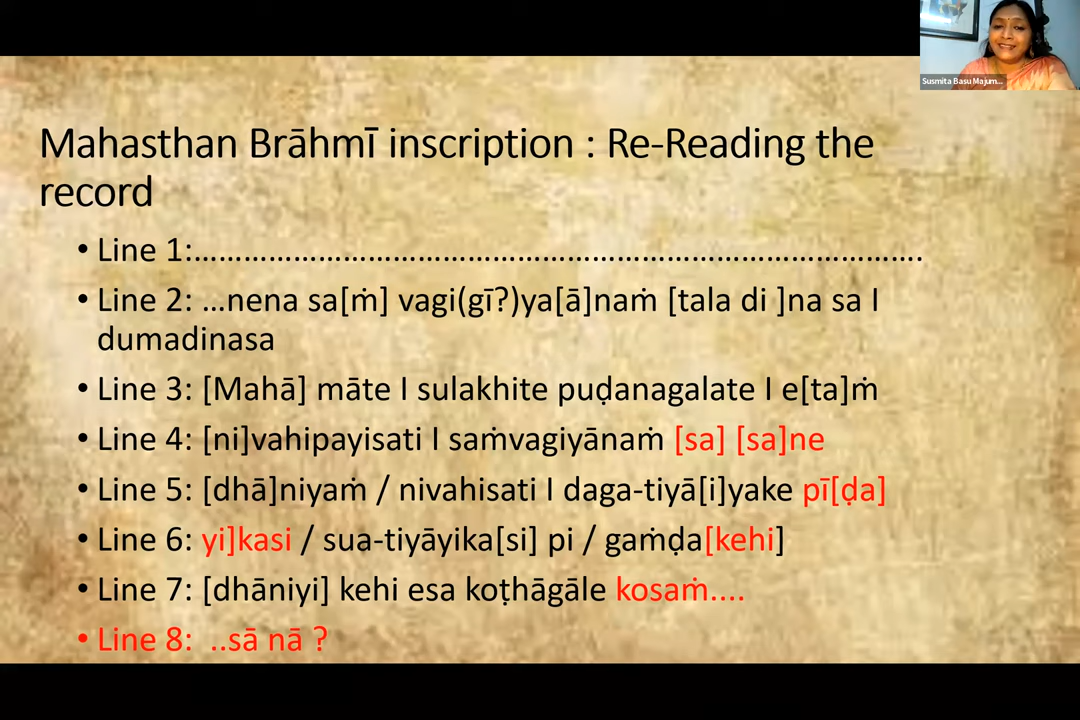 Susmita Basu Majum...
Mahasthan Brāhmī inscription : Re-Reading the
record
• Line 1:……………………………………………………………………………….
• Line 2: …nena sa[ṁ] vagi(gī?)ya[ā]naṁ [tala di ]na sa I
dumadinasa
• Line 3: [Mahā] māte I sulakhite puḍanagalate I e[ta]ṁ
• Line 4: [ni]vahipayisati I saṁvagiyānaṁ [sa] [sa]ne
• Line 5: [dhā]niyaṁ / nivahisati I daga-tiyā[i]yake pī[ḍa]
• Line 6: yi]kasi / sua-tiyāyika[si] pi / gaṁḍa[kehi]
• Line 7: [dhāniyi] kehi esa koṭhāgāle kosaṁ....
• Line 8: ..sā nā ?